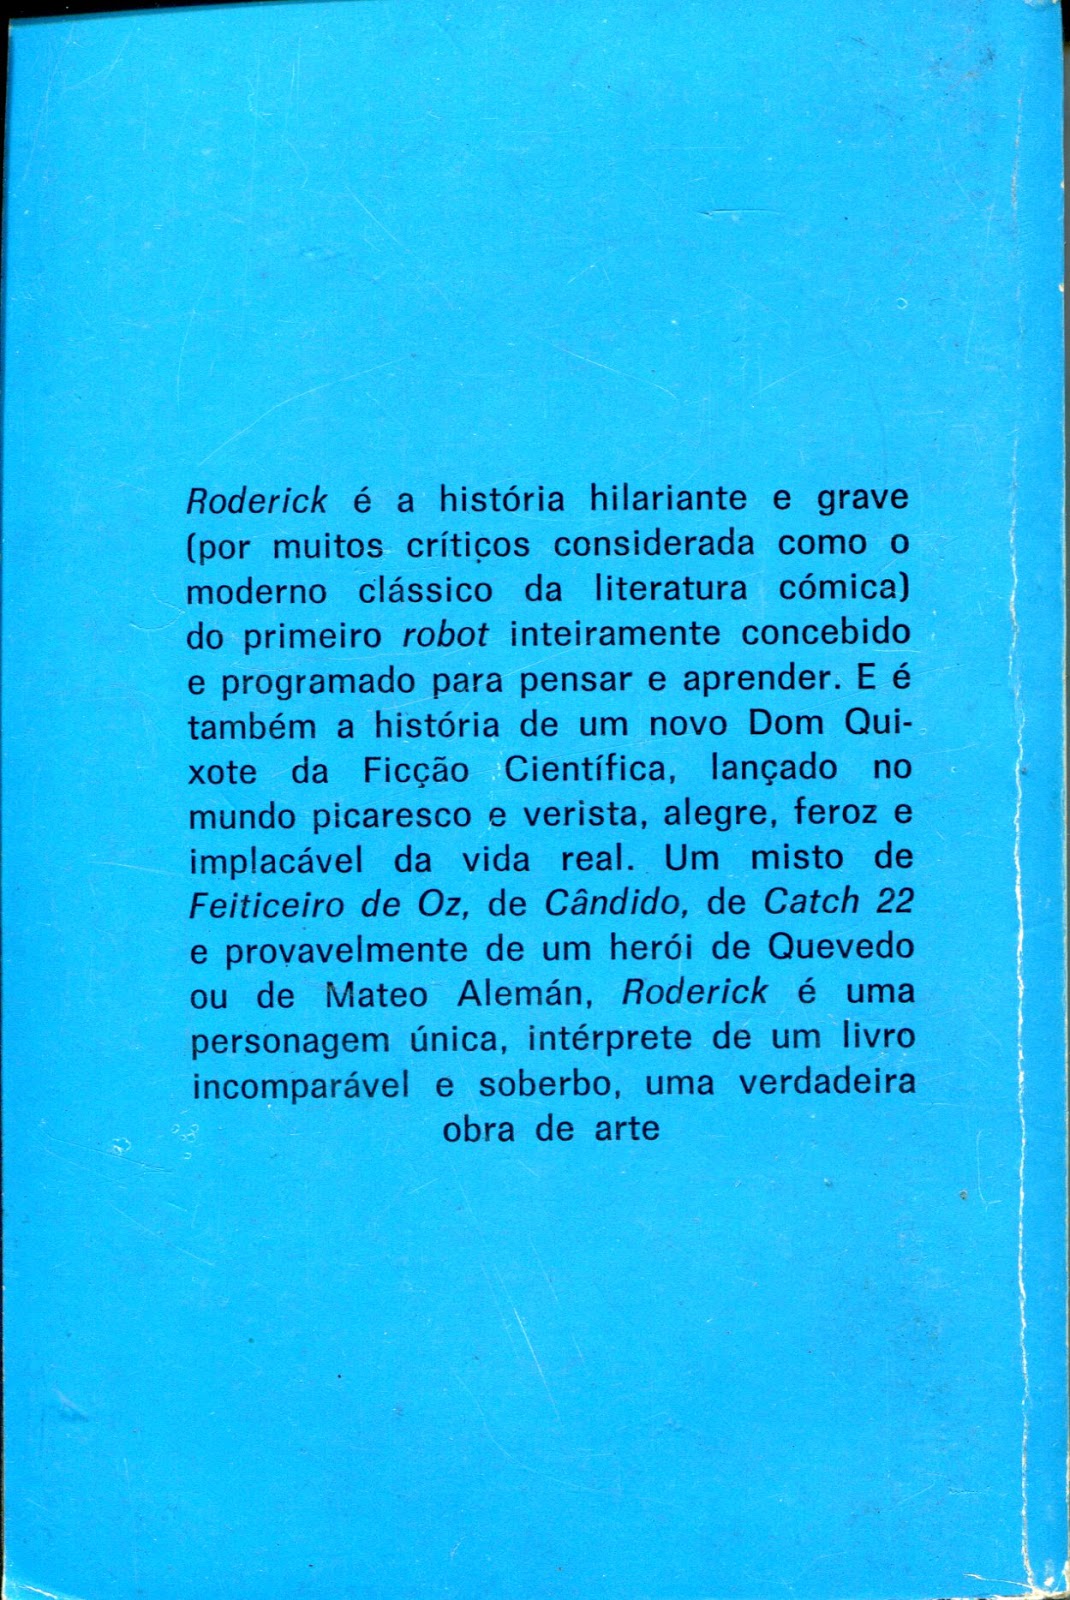 Roderick é a história hilariante e grave
(por muitos críticos considerada como o
moderno clássico da literatura cómica)
do primeiro robot inteiramente concebido
e programado para pensar e aprender. E é
também a história de um novo Dom Qui-
xote da Ficção Científica, lançado no
mundo picaresco e verista, alegre, feroz e
implacável da vida real. Um misto de
Feiticeiro de Oz, de Cândido, de Catch 22
e provavelmente de um herói de Quevedo
ou de Mateo Alemán, Roderick é uma
personagem única, intérprete de um livro
incomparável e soberbo, uma verdadeira
obra de arte